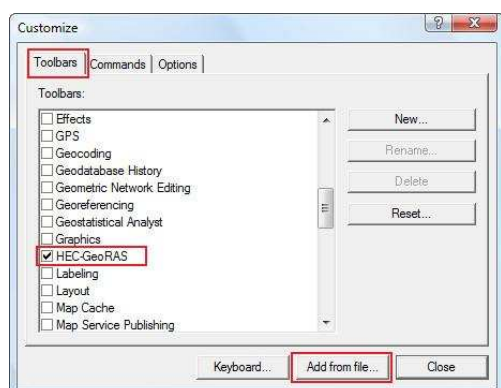 Customize
Toolbars Commands Options
Toolbars:
Effects
GPS
Geocoding
Geodatabase History
Geometric Network Editing
Georeferencing
Geostatistical Analyst
Graphics
HEC-GeoRAS
Labeling
Layout
Map Cache
Map Service Publishing
New...
Rename...
Delete
Reset...
Keyboard... Add from file... Close